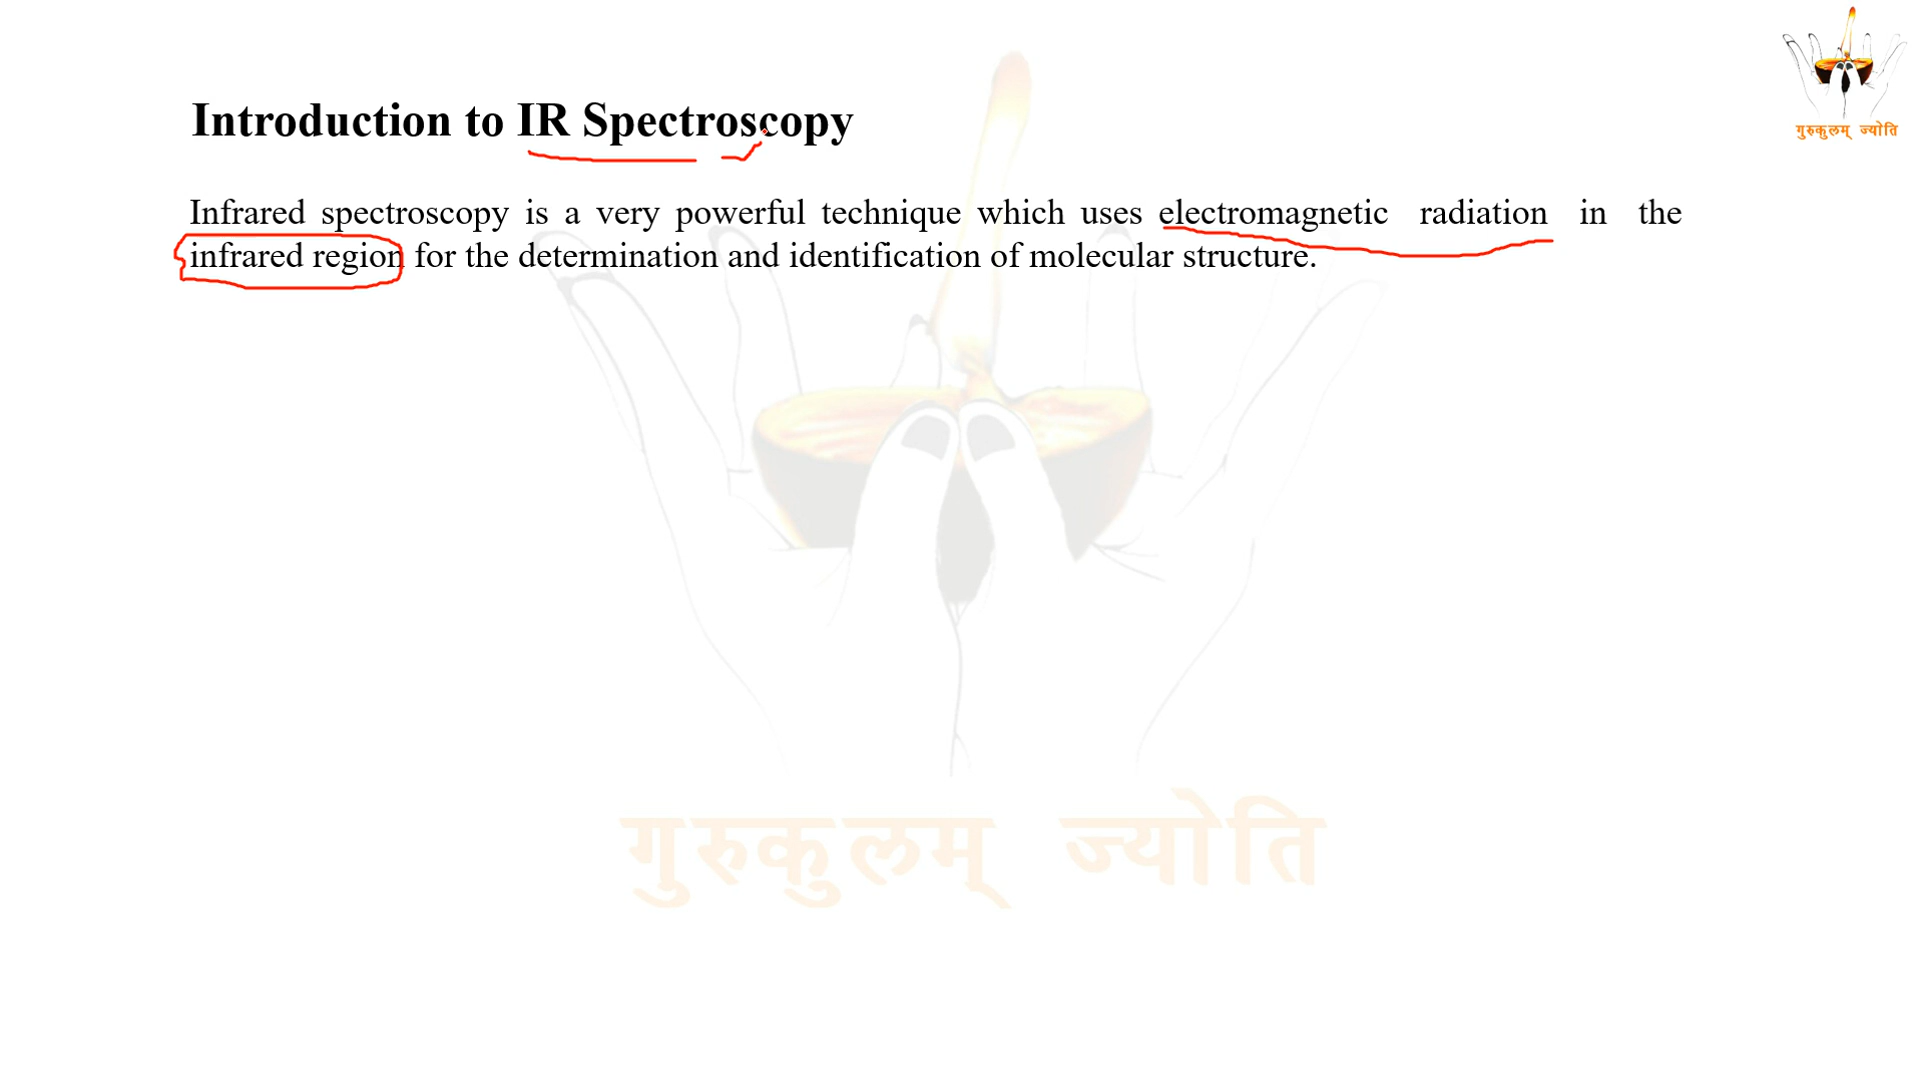 Introduction to IR Spectroscopy
गुरुकुलम् ज्योति
Infrared spectroscopy is a very powerful technique which uses electromagnetic radiation in the
infrared region for the determination and identification of molecular structure.
गुरुकुलम् ज्योति